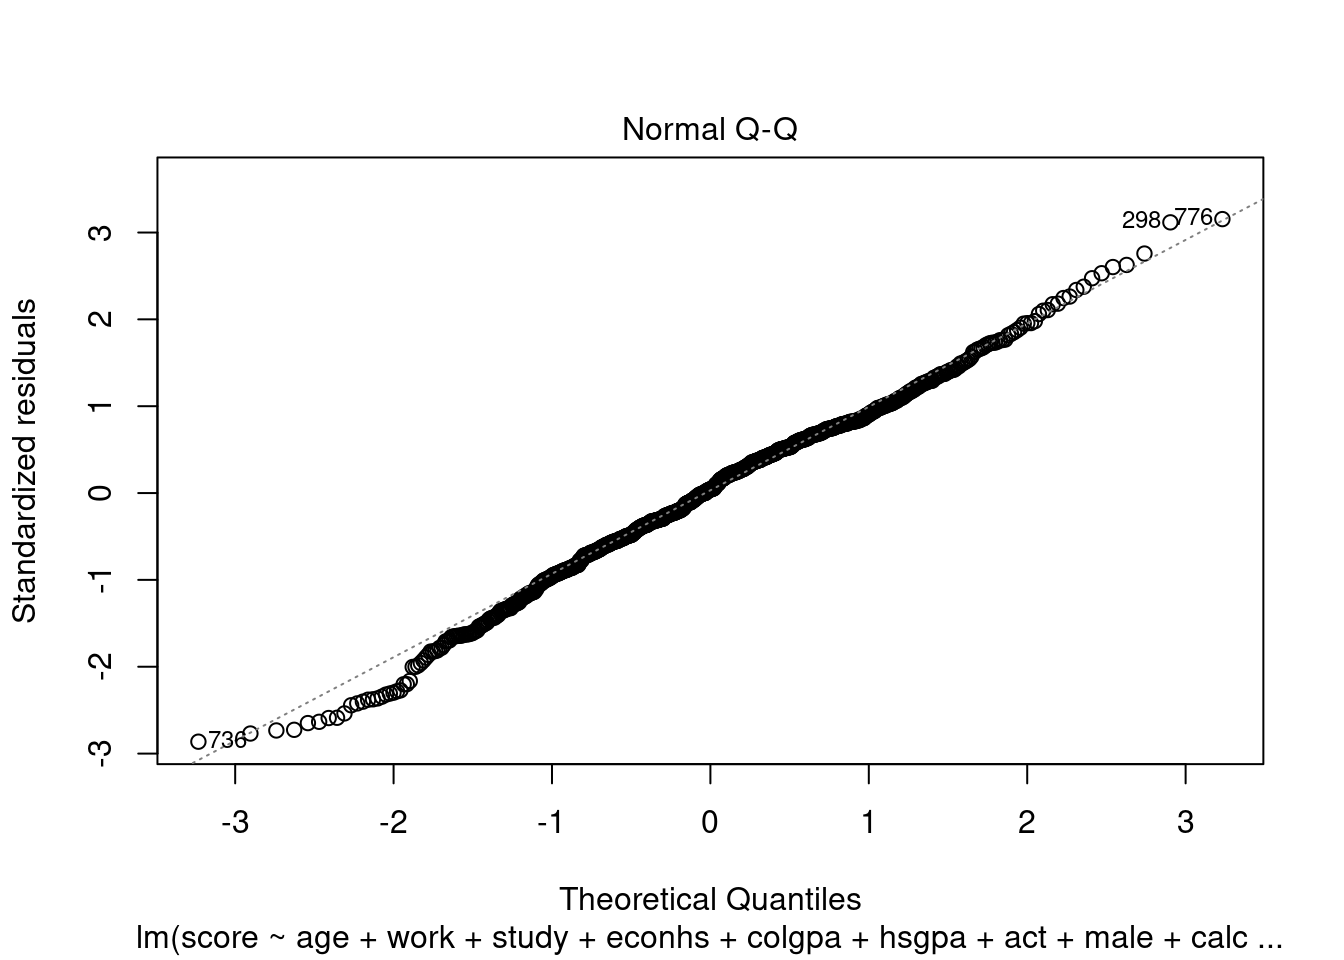 Normal Q-Q
3
2
1
0
-1
-2
-3
Standardized residuals
298
776
736
-3 -2 -1 0 1 2 3
Theoretical Quantiles
lm(score ~ age + work + study + econhs + colgpa + hsgpa + act + male + calc ...